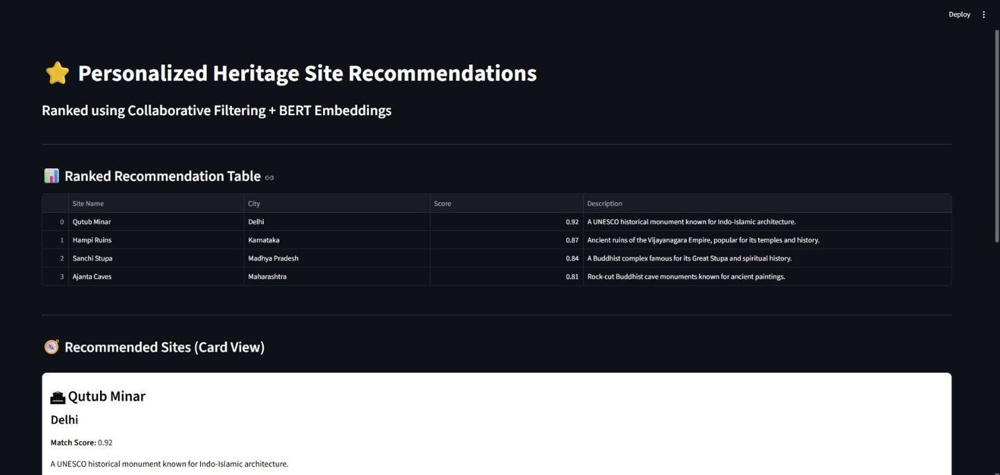 Deploy
Personalized Heritage Site Recommendations
Ranked using Collaborative Filtering + BERT Embeddings
Ranked Recommendation Table
Site Name City Score Description
0 Qutub Minar Delhi 0.92 A UNESCO historical monument known for Indo-Islamic architecture.
1 Hampi Ruins Karnataka 0.87 Ancient ruins of the Vijayanagara Empire, popular for its temples and history.
2 Sanchi Stupa Madhya Pradesh 0.84 A Buddhist complex famous for its Great Stupa and spiritual history.
3 Ajanta Caves Maharashtra 0.81 Rock-cut Buddhist cave monuments known for ancient paintings.
Recommended Sites (Card View)
Qutub Minar
Delhi
Match Score: 0.92
A UNESCO historical monument known for Indo-Islamic architecture.